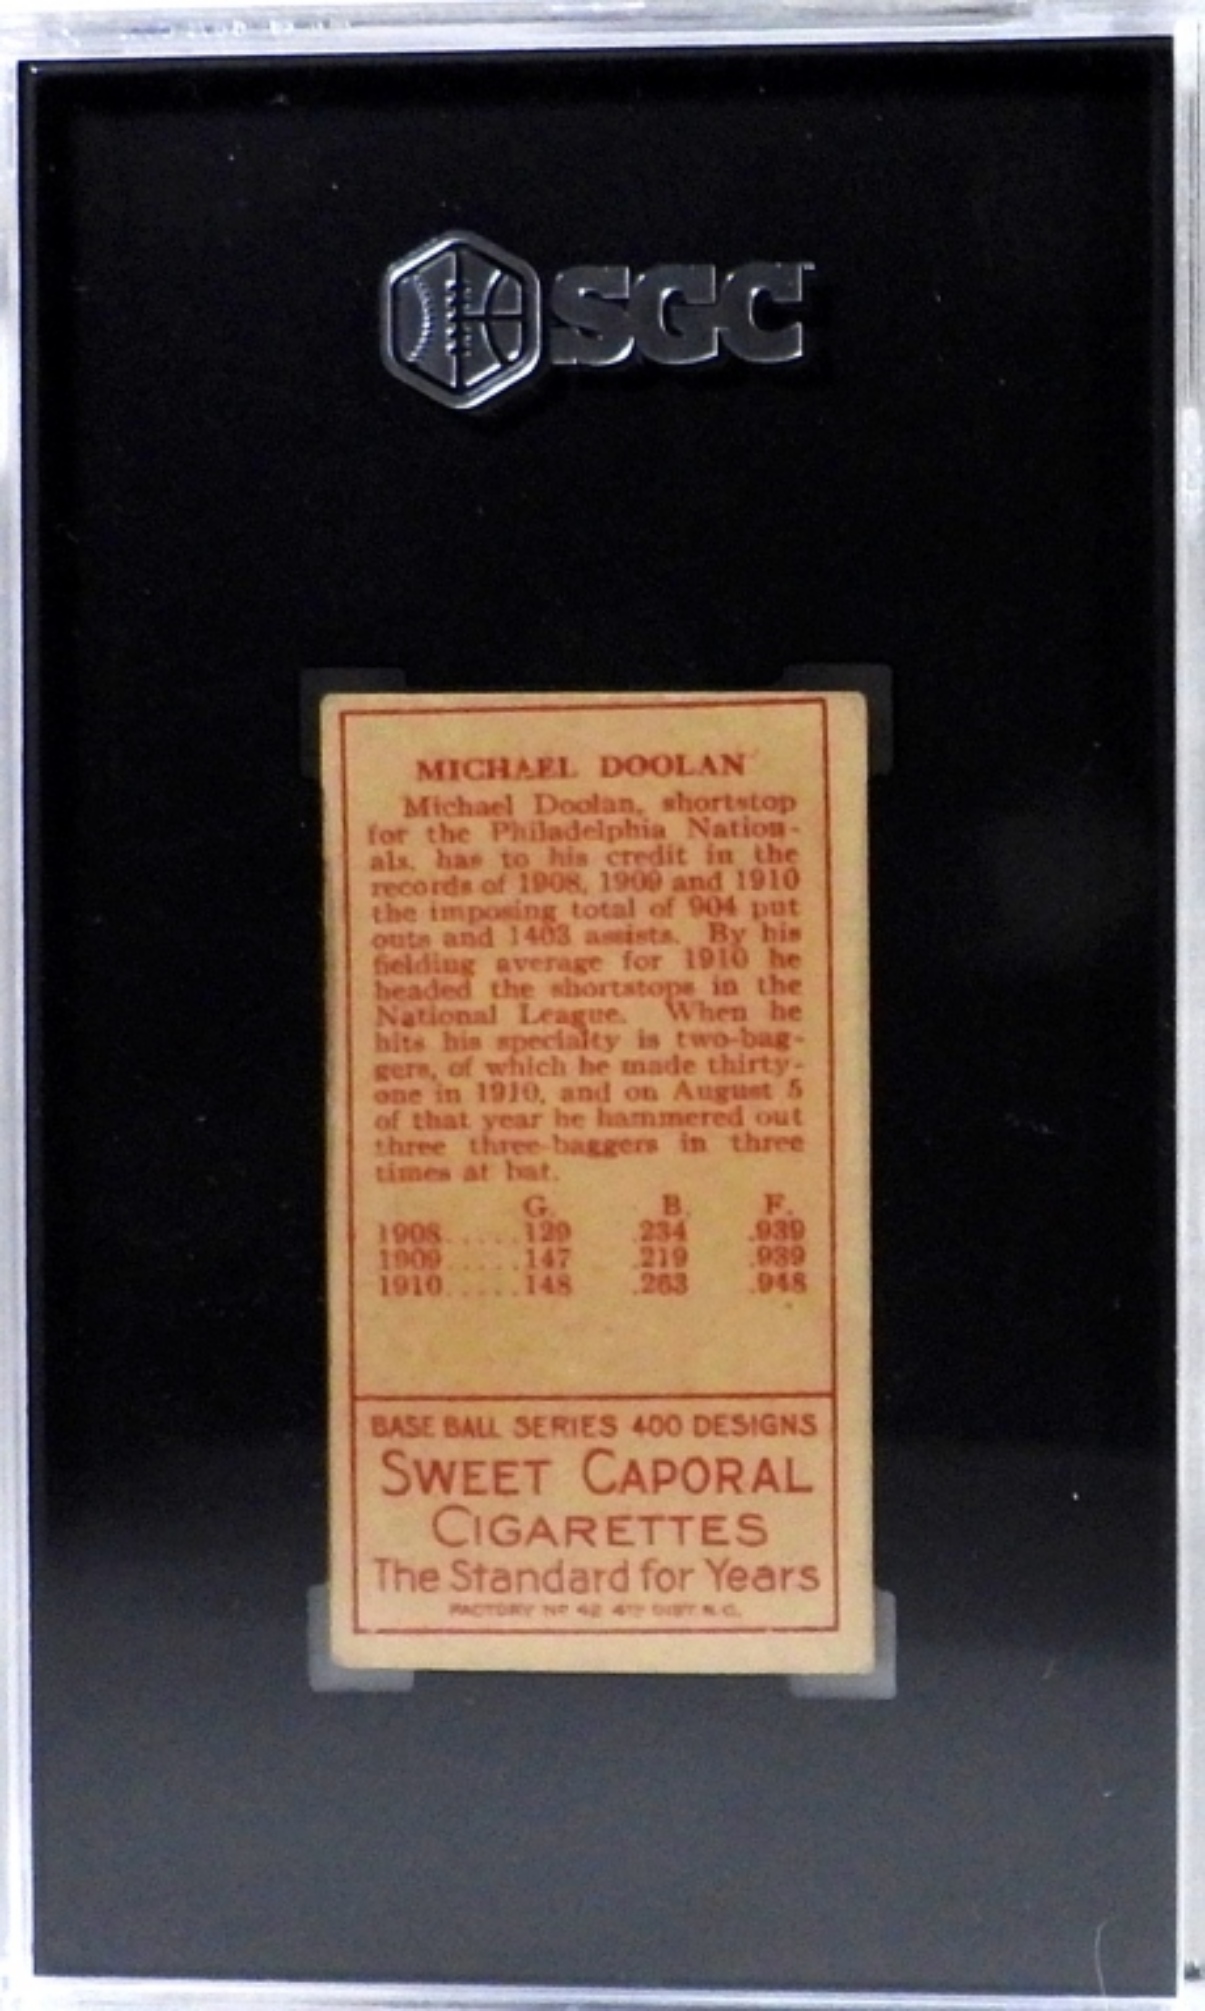 SGC
MICHAEL DOOLAN
Michael Doolan, shortstop
for the Philadelphia Nation-
als, has to his credit in the
records of 1908, 1909 and 1910
the imposing total of 904 put
outs and 1403 assists. By his
fielding average for 1910 he
headed the shortstops in the
National League. When he
hits his specialty is two-bag-
gers, of which he made thirty-
one in 1910, and on August 5
of that year he hammered out
three three-baggers in three
times at bat.
G. B. F.
1908......129 .234 .939
1909......147 .219 .939
1910......148 .263 .948
BASE BALL SERIES 400 DESIGNS
SWEET CAPORAL
CIGARETTES
The Standard for Years
FACTORY No 42 4TH DIST. N.C.